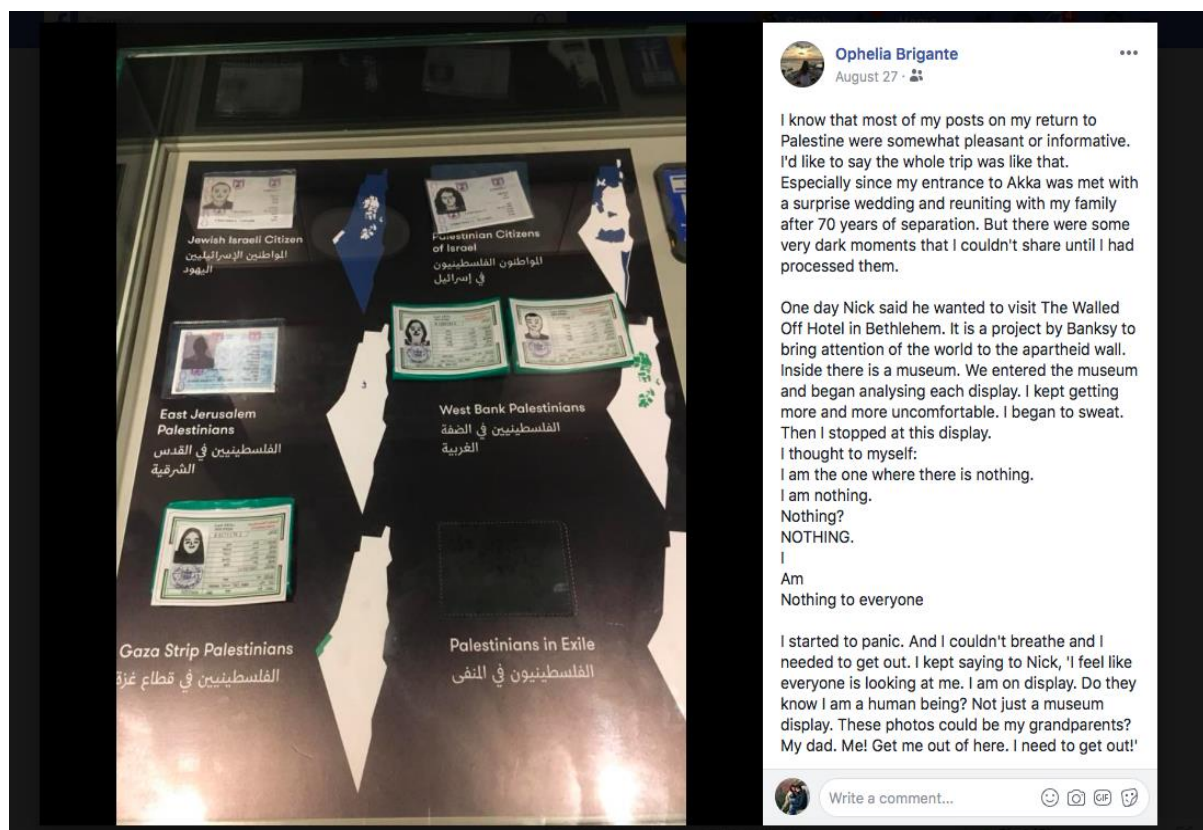 Jewish Israeli Citizen
المواطنين الإسرائيليين
اليهود
Palestinian Citizens
of Israel
المواطنون الفلسطينيون
في إسرائيل
East Jerusalem
Palestinians
الفلسطينيين في القدس
الشرقية
West Bank Palestinians
الفلسطينيين في الضفة
الغربية
Gaza Strip Palestinians
الفلسطينيين في قطاع غزة
Palestinians in Exile
الفلسطينيون في المنفى
Ophelia Brigante
August 27 ·
I know that most of my posts on my return to
Palestine were somewhat pleasant or informative.
I'd like to say the whole trip was like that.
Especially since my entrance to Akka was met with
a surprise wedding and reuniting with my family
after 70 years of separation. But there were some
very dark moments that I couldn't share until I had
processed them.
One day Nick said he wanted to visit The Walled
Off Hotel in Bethlehem. It is a project by Banksy to
bring attention of the world to the apartheid wall.
Inside there is a museum. We entered the museum
and began analysing each display. I kept getting
more and more uncomfortable. I began to sweat.
Then I stopped at this display.
I thought to myself:
I am the one where there is nothing.
I am nothing.
Nothing?
NOTHING.
I
Am
Nothing to everyone
I started to panic. And I couldn't breathe and I
needed to get out. I kept saying to Nick, 'I feel like
everyone is looking at me. I am on display. Do they
know I am a human being? Not just a museum
display. These photos could be my grandparents?
My dad. Me! Get me out of here. I need to get out!'
Write a comment...
GIF